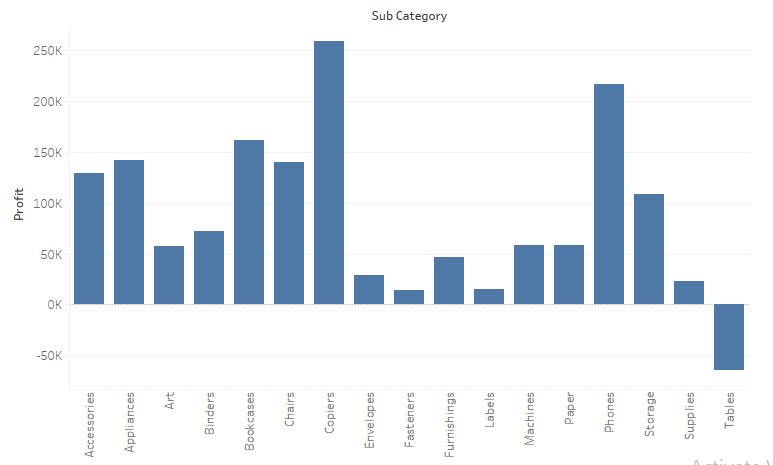 Sub Category
250K
200K
150K
100K
50K
0K
-50K
Profit
Accessories
Appliances
Art
Binders
Bookcases
Chairs
Copiers
Envelopes
Fasteners
Furnishings
Labels
Machines
Paper
Phones
Storage
Supplies
Tables